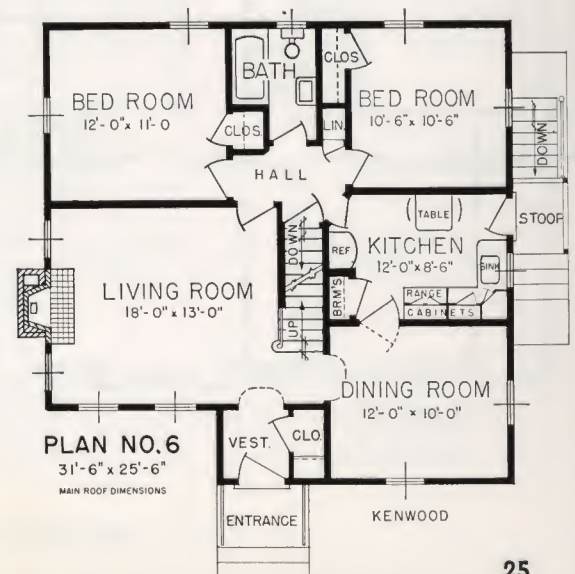 BED ROOM
12'-0" x 11'-0
BATH
CLOS
BED ROOM
10'-6" x 10'-6"
CLOS.
LIN.
DOWN
HALL
TABLE
STOOP
DOWN
REF
KITCHEN
12'-0" x 8'-6"
SINK
LIVING ROOM
18'-0" x 13'-0"
BRM'S
RANGE
CABINETS
UP
DINING ROOM
12'-0" x 10'-0"
VEST.
CLO.
PLAN NO. 6
31'-6" x 25'-6"
MAIN ROOF DIMENSIONS
ENTRANCE
KENWOOD
25